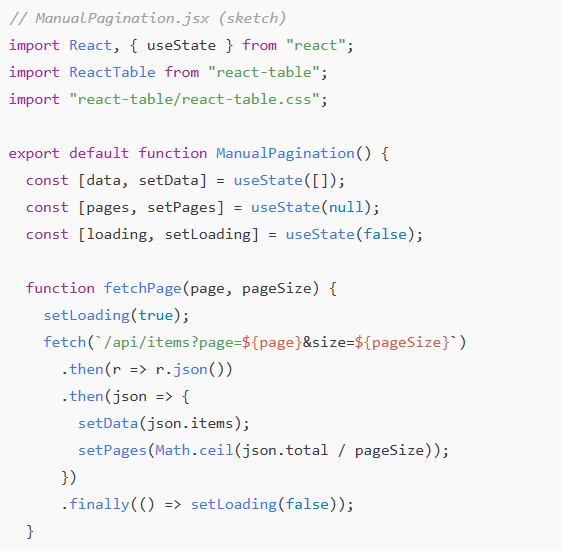 // ManualPagination.jsx (sketch)
import React, { useState } from "react";
import ReactTable from "react-table";
import "react-table/react-table.css";

export default function ManualPagination() {
  const [data, setData] = useState([]);
  const [pages, setPages] = useState(null);
  const [loading, setLoading] = useState(false);

  function fetchPage(page, pageSize) {
    setLoading(true);
    fetch(`/api/items?page=${page}&size=${pageSize}`)
      .then(r => r.json())
      .then(json => {
        setData(json.items);
        setPages(Math.ceil(json.total / pageSize));
      })
      .finally(() => setLoading(false));
  }